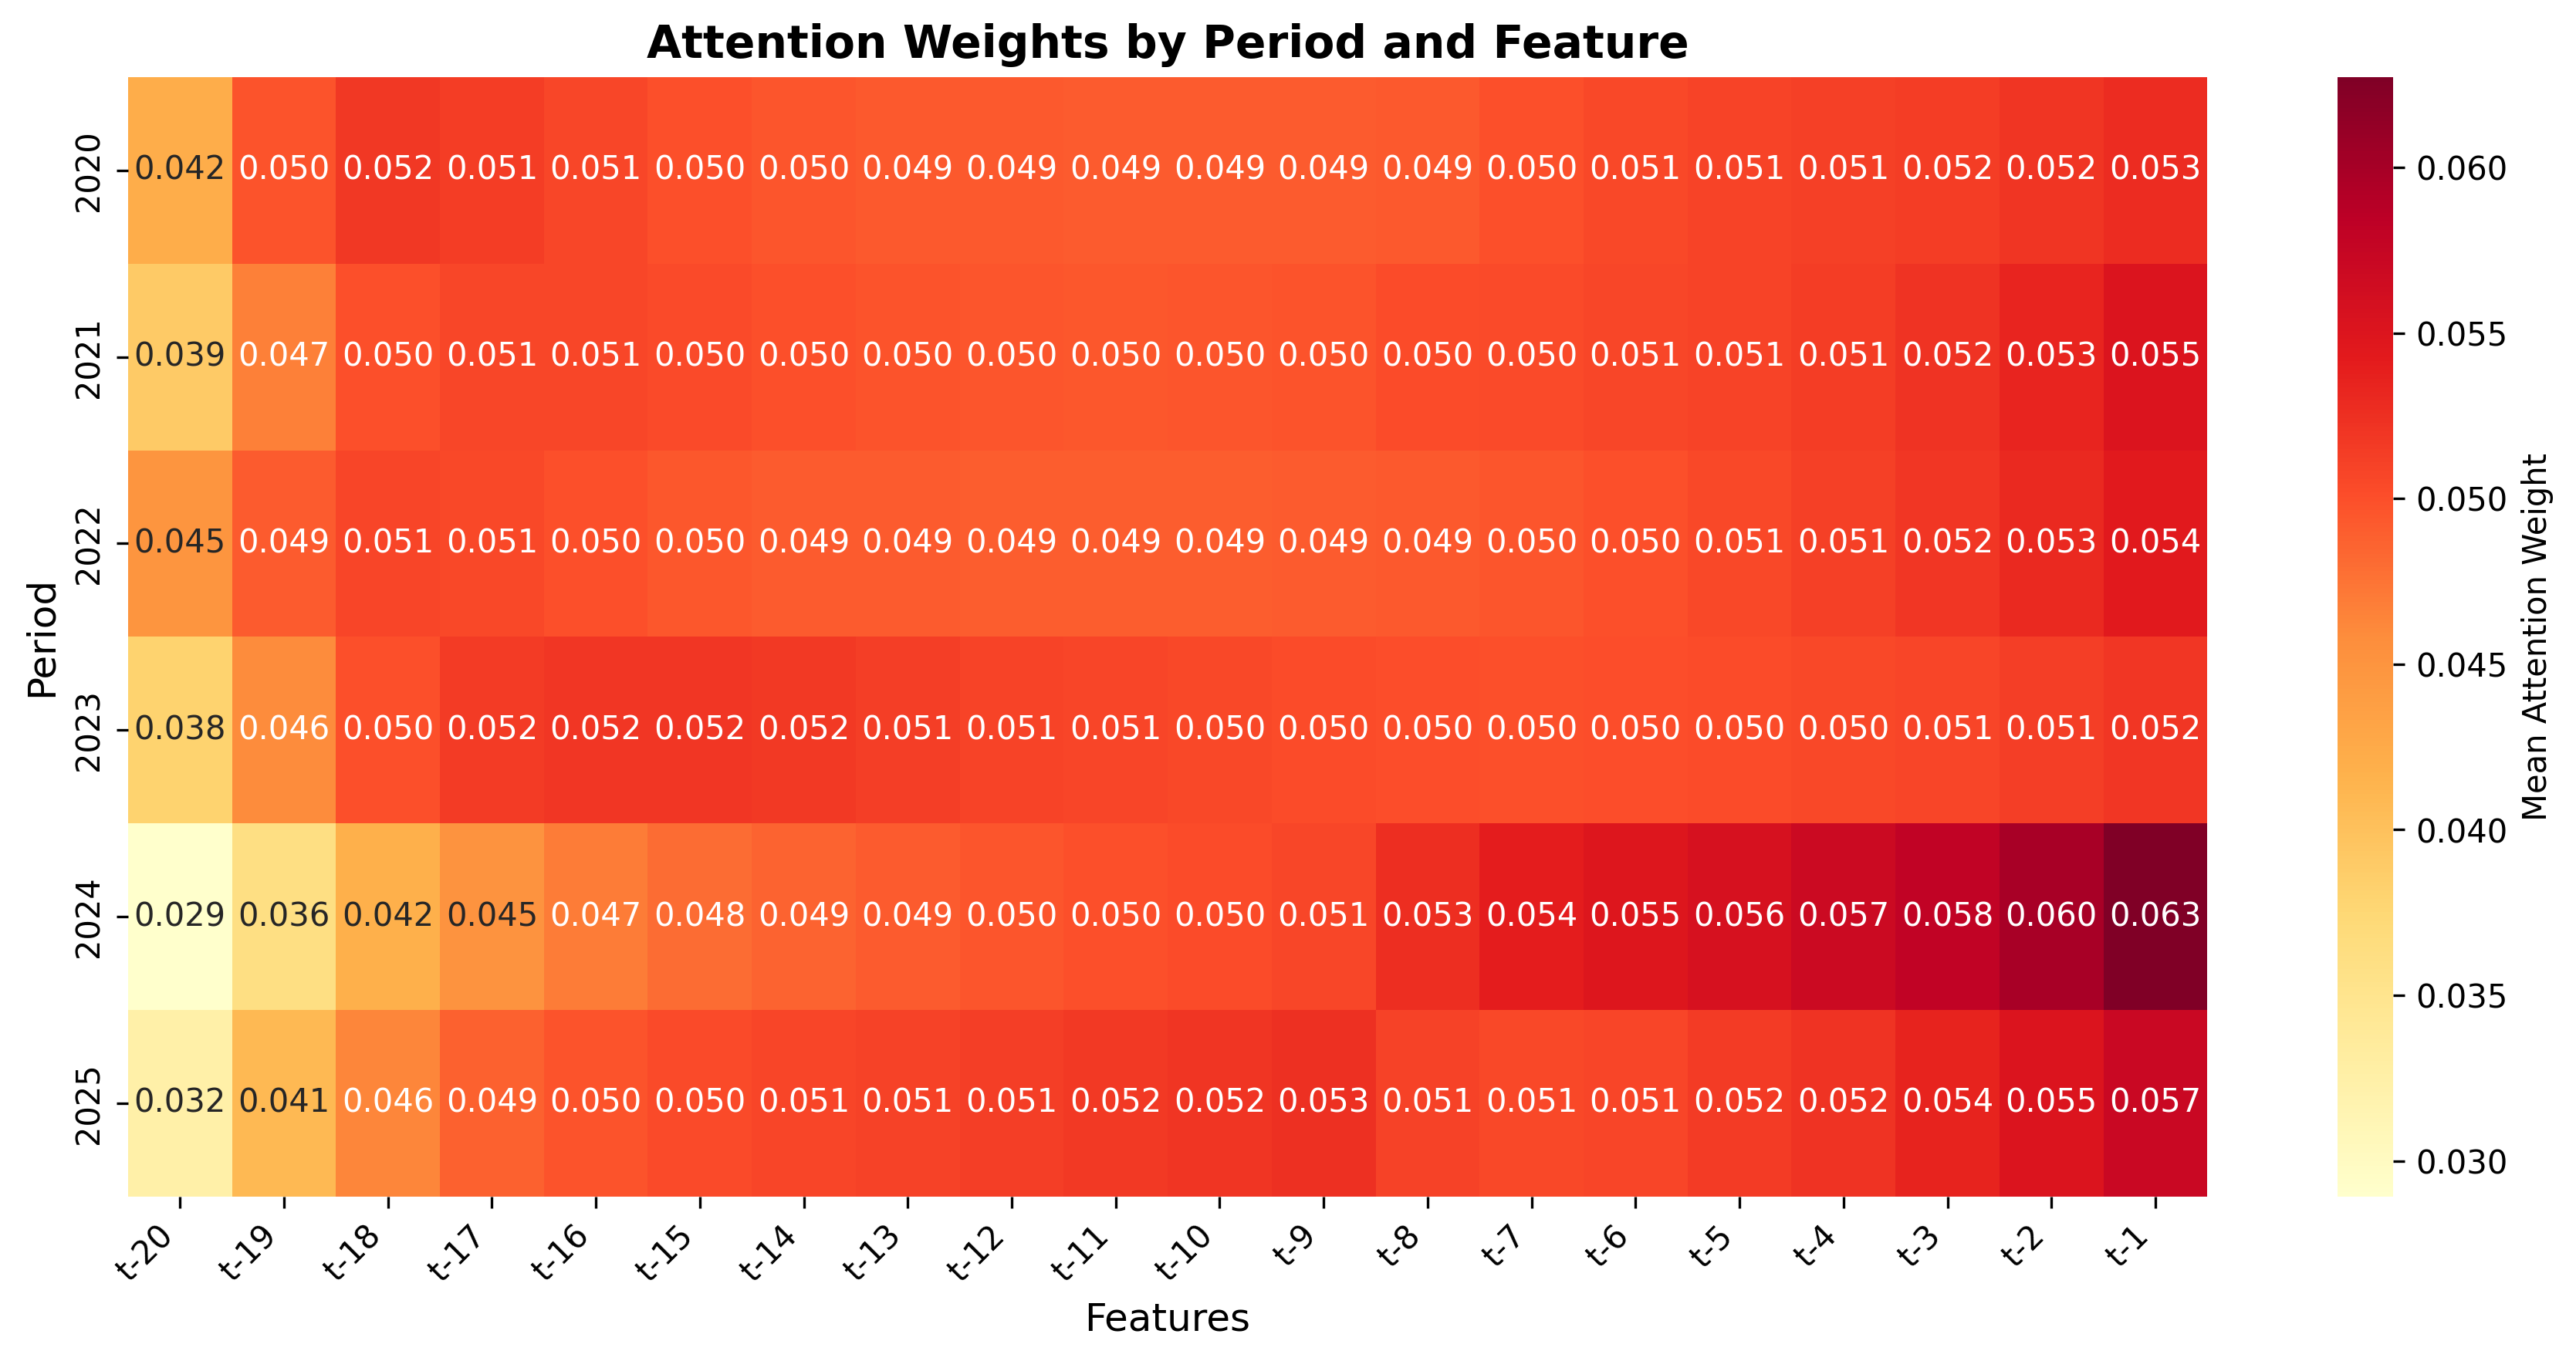 Attention Weights by Period and Feature
Period
2020 0.042 0.050 0.052 0.051 0.051 0.050 0.050 0.049 0.049 0.049 0.049 0.049 0.049 0.050 0.051 0.051 0.051 0.052 0.052 0.053
2021 0.039 0.047 0.050 0.051 0.051 0.050 0.050 0.050 0.050 0.050 0.050 0.050 0.050 0.050 0.051 0.051 0.051 0.052 0.053 0.055
2022 0.045 0.049 0.051 0.051 0.050 0.050 0.049 0.049 0.049 0.049 0.049 0.049 0.049 0.050 0.050 0.051 0.051 0.052 0.053 0.054
2023 0.038 0.046 0.050 0.052 0.052 0.052 0.052 0.051 0.051 0.051 0.050 0.050 0.050 0.050 0.050 0.050 0.050 0.051 0.051 0.052
2024 0.029 0.036 0.042 0.045 0.047 0.048 0.049 0.049 0.050 0.050 0.050 0.051 0.053 0.054 0.055 0.056 0.057 0.058 0.060 0.063
2025 0.032 0.041 0.046 0.049 0.050 0.050 0.051 0.051 0.051 0.052 0.052 0.053 0.051 0.051 0.051 0.052 0.052 0.054 0.055 0.057
t-20 t-19 t-18 t-17 t-16 t-15 t-14 t-13 t-12 t-11 t-10 t-9 t-8 t-7 t-6 t-5 t-4 t-3 t-2 t-1
Features
0.060
0.055
0.050
0.045
0.040
0.035
0.030
Mean Attention Weight